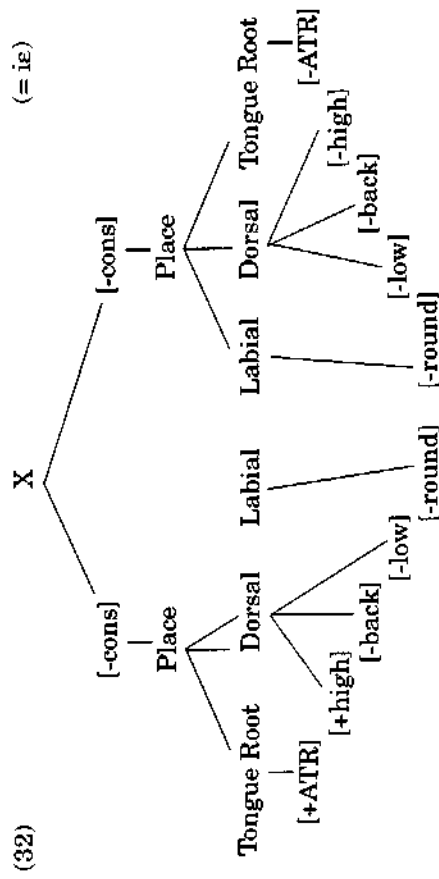 (32) X (= iɛ)
[-cons] [-cons]
Place Place
Tongue Root Dorsal Labial Labial Dorsal Tongue Root
[+ATR] [+high] [-back] [-low] [-round] [-round] [-low] [-back] [-high] [-ATR]